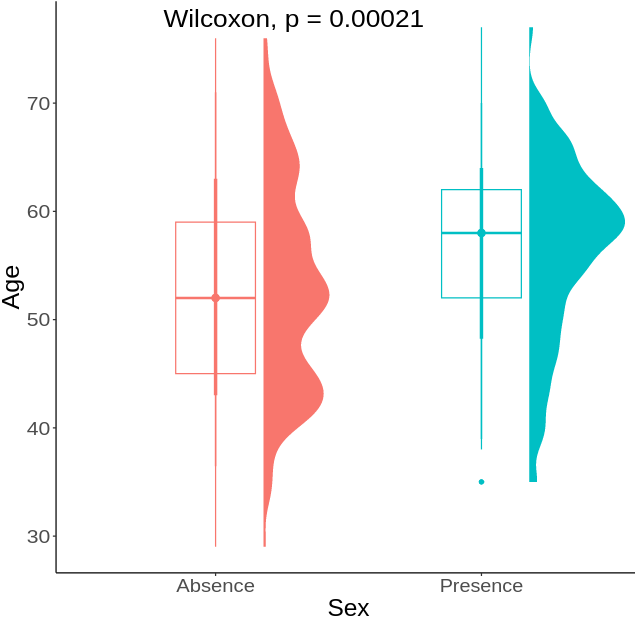 Wilcoxon, p = 0.00021
Age
70
60
50
40
30
Absence Presence
Sex